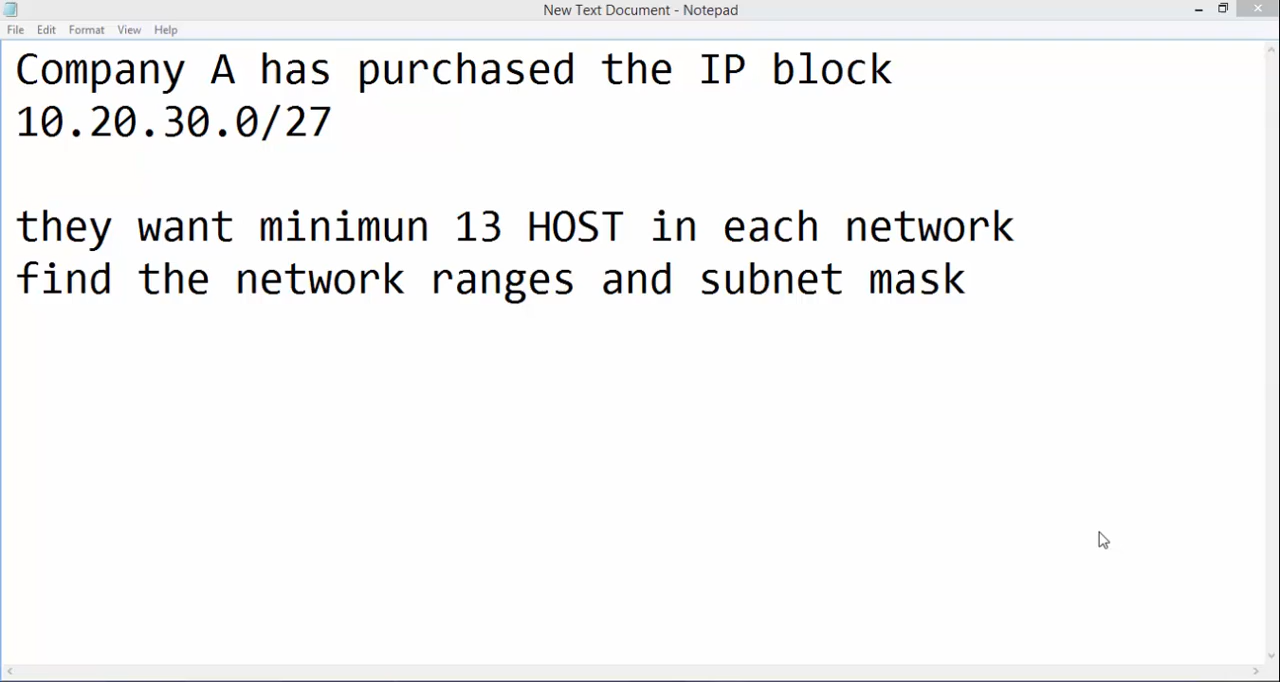 New Text Document - Notepad
File Edit Format View Help
Company A has purchased the IP block
10.20.30.0/27
they want minimun 13 HOST in each network
find the network ranges and subnet mask